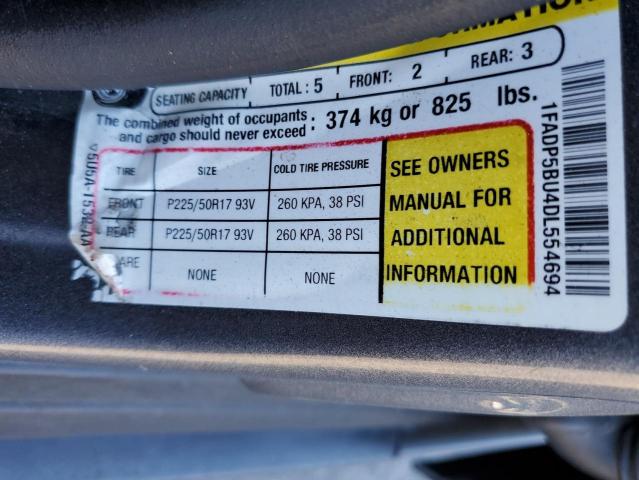 SEATING CAPACITY TOTAL : 5 FRONT: 2 REAR: 3
The combined weight of occupants and cargo should never exceed : 374 kg or 825 lbs.
TIRE SIZE COLD TIRE PRESSURE
FRONT P225/50R17 93V 260 KPA, 38 PSI
REAR P225/50R17 93V 260 KPA, 38 PSI
ARE NONE NONE
SEE OWNERS
MANUAL FOR
ADDITIONAL
INFORMATION
1FADP5BU4DL554694